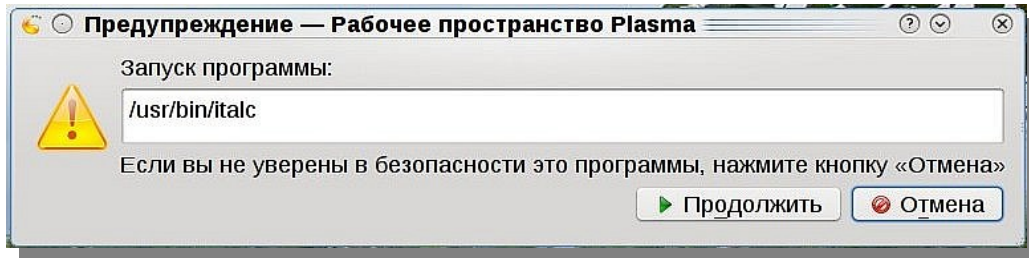 Предупреждение — Рабочее пространство Plasma
Запуск программы:
/usr/bin/italc
Если вы не уверены в безопасности это программы, нажмите кнопку «Отмена»
Продолжить Отмена